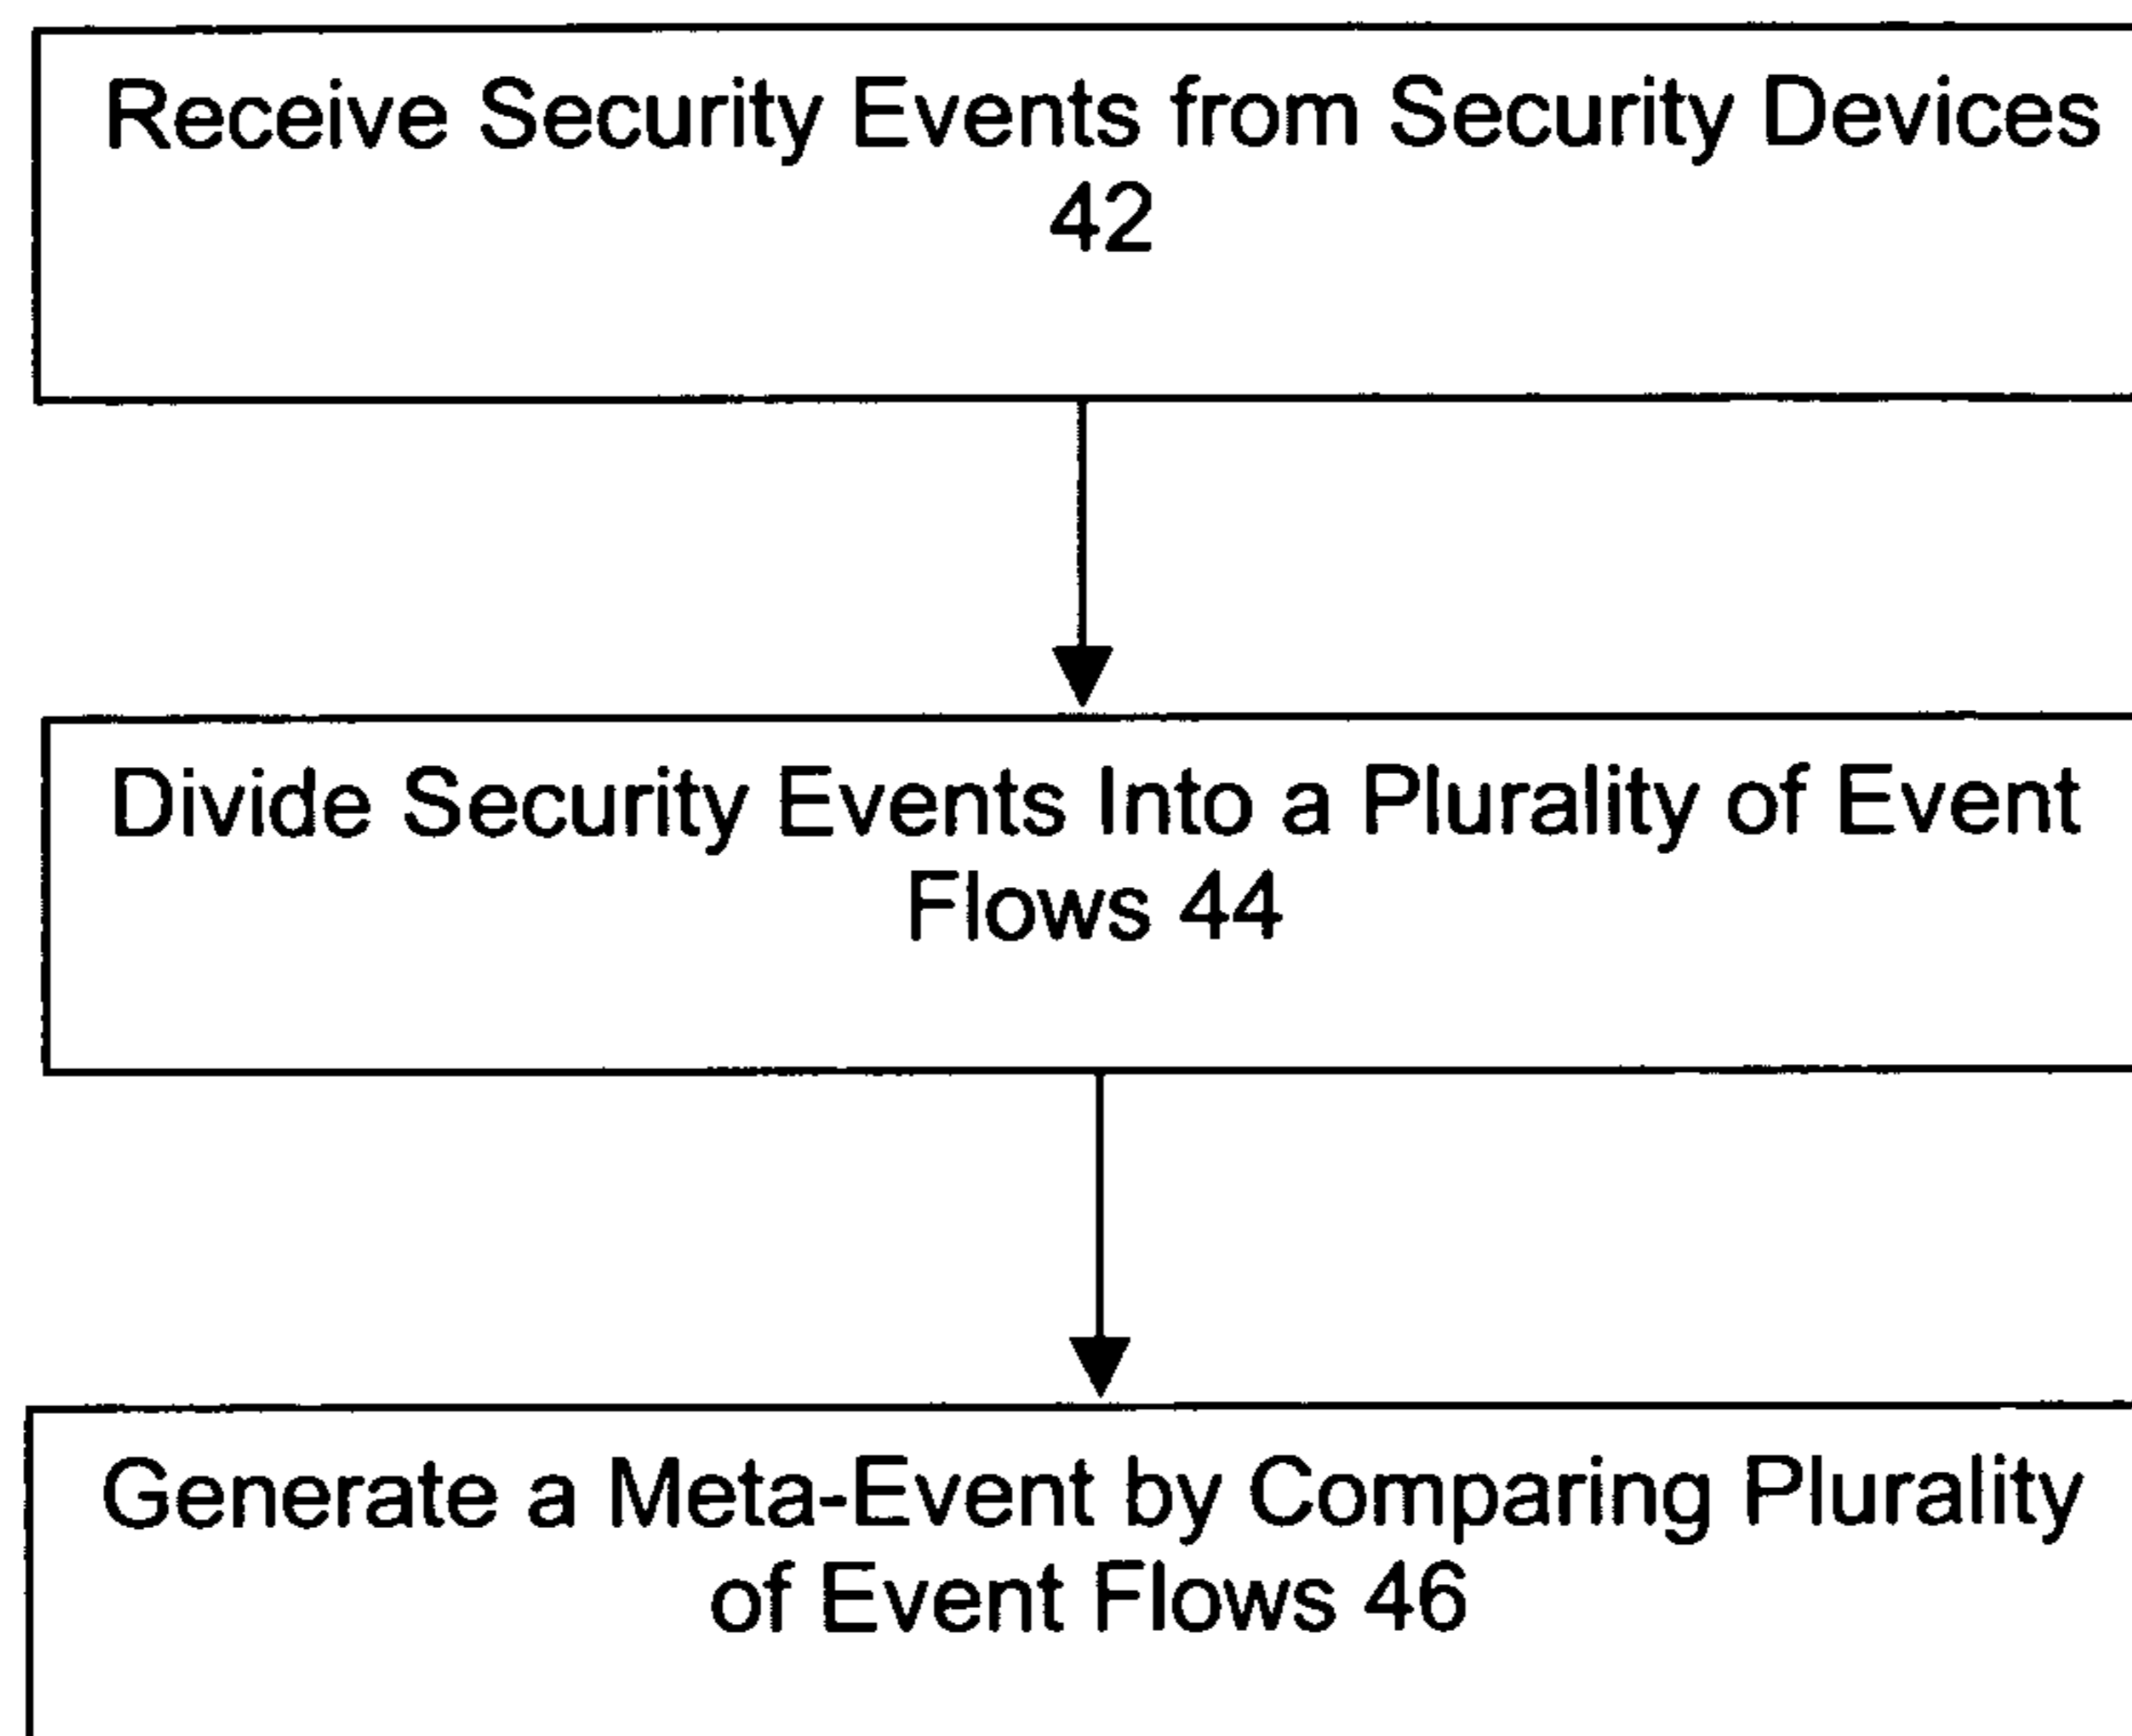 Receive Security Events from Security Devices
42
Divide Security Events Into a Plurality of Event
Flows 44
Generate a Meta-Event by Comparing Plurality
of Event Flows 46